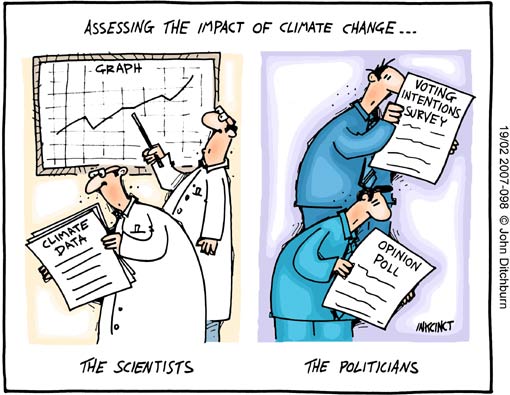 ASSESSING THE IMPACT OF CLIMATE CHANGE...
GRAPH
CLIMATE
DATA
THE SCIENTISTS
VOTING
INTENTIONS
SURVEY
OPINION
POLL
INKCINCT
THE POLITICIANS
19/02 2007-098 © John Ditchburn